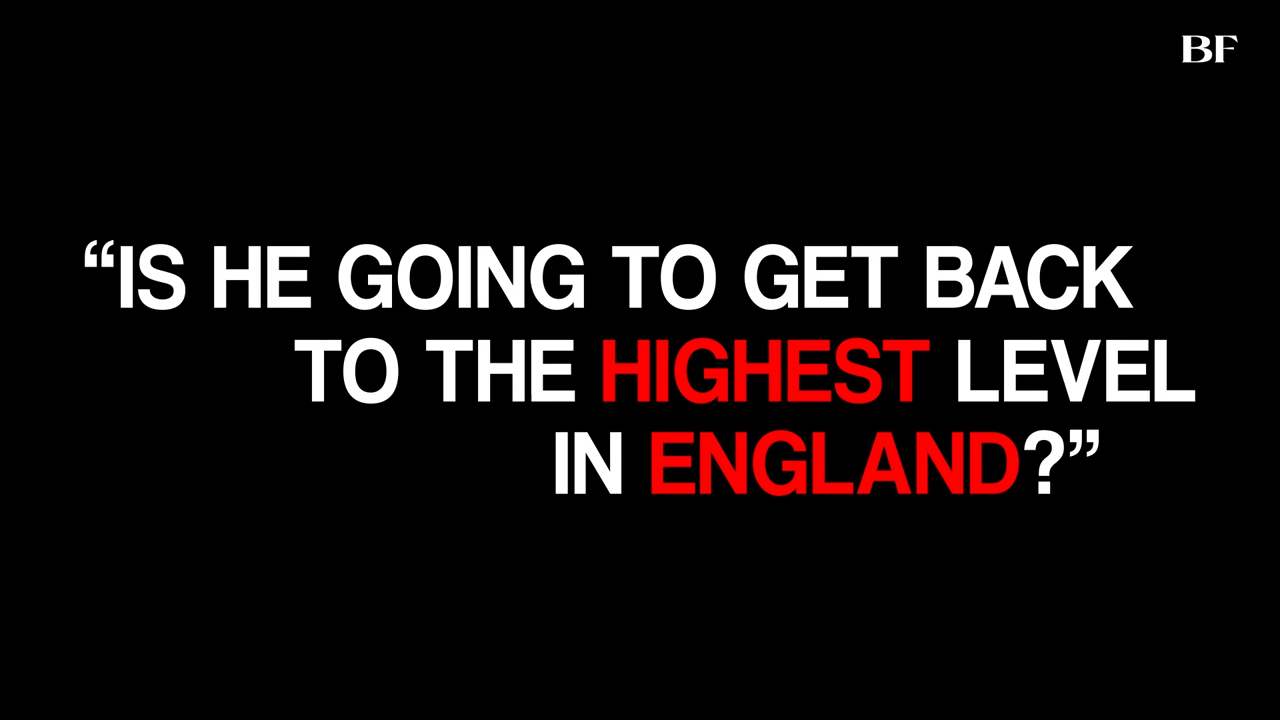 BF
“IS HE GOING TO GET BACK
TO THE HIGHEST LEVEL
IN ENGLAND?”